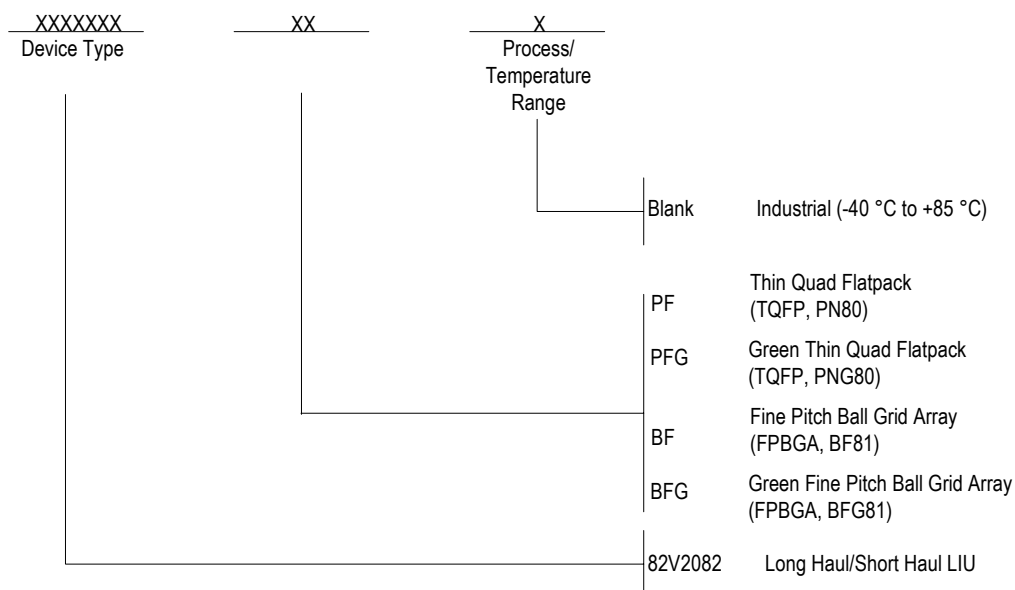 XXXXXXX XX X
Device Type
Process/
Temperature
Range
Blank Industrial (-40 °C to +85 °C)
PF Thin Quad Flatpack
(TQFP, PN80)
PFG Green Thin Quad Flatpack
(TQFP, PNG80)
BF Fine Pitch Ball Grid Array
(FPBGA, BF81)
BFG Green Fine Pitch Ball Grid Array
(FPBGA, BFG81)
82V2082 Long Haul/Short Haul LIU